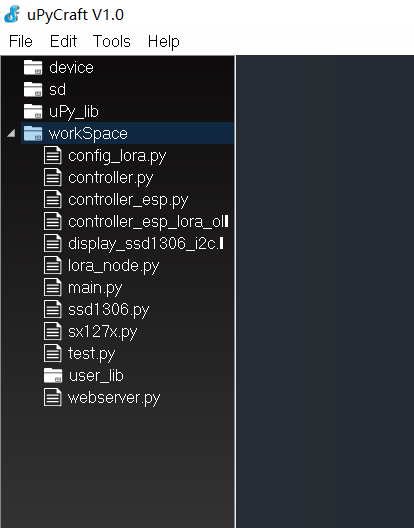 uPyCraft V1.0
File Edit Tools Help
device
sd
uPy_lib
workSpace
config_lora.py
controller.py
controller_esp.py
controller_esp_lora_ol
display_ssd1306_i2c.
lora_node.py
main.py
ssd1306.py
sx127x.py
test.py
user_lib
webserver.py